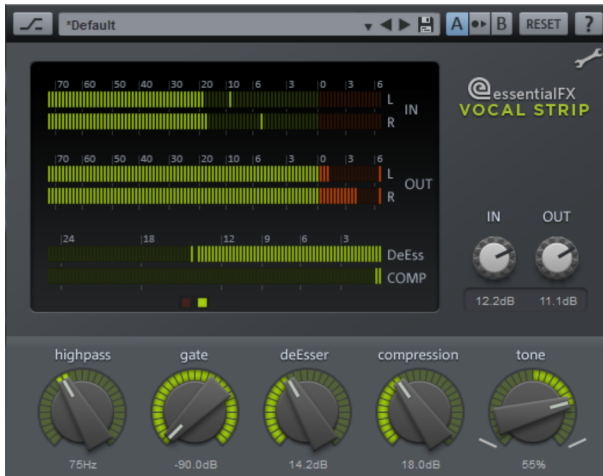 *Default A B RESET ?
essentialFX
VOCAL STRIP
70 60 50 40 30 20 10 6 3 0 3 6
L
R
IN
70 60 50 40 30 20 10 6 3 0 3 6
L
R
OUT
24 18 12 9 6 3
DeEss
COMP
IN OUT
12.2dB 11.1dB
highpass gate deEsser compression tone
75Hz -90.0dB 14.2dB 18.0dB 55%